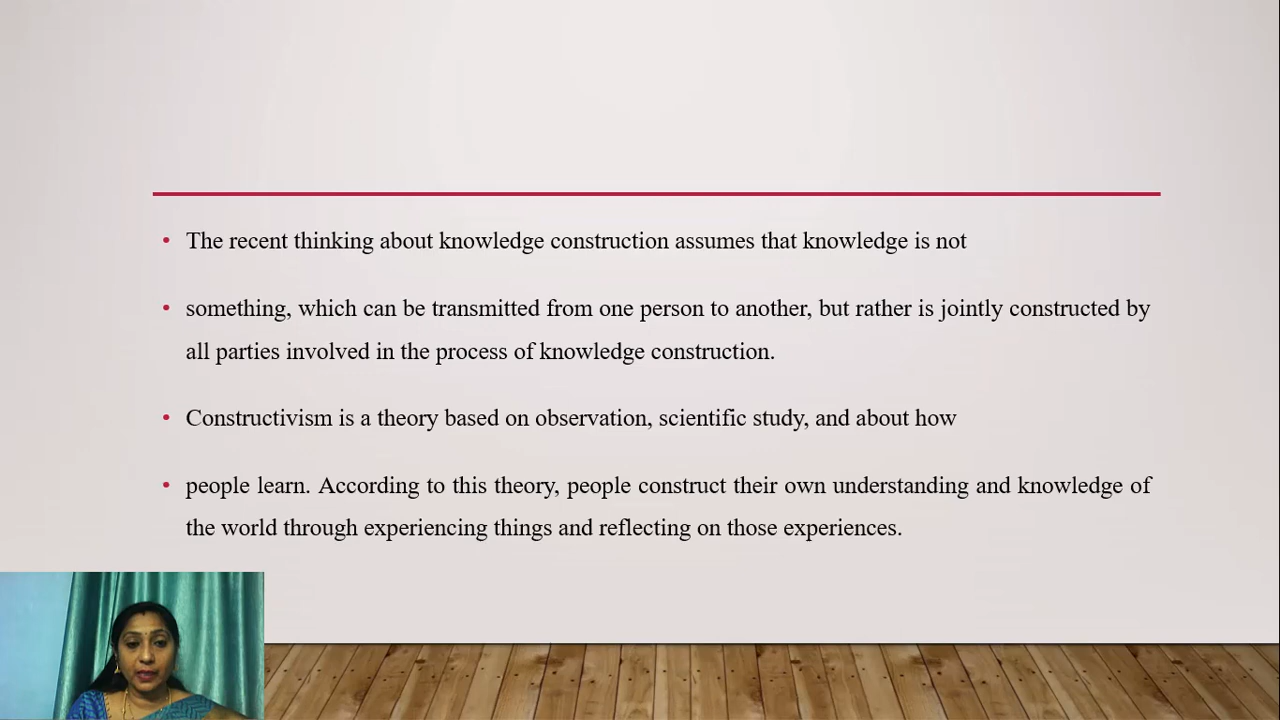 • The recent thinking about knowledge construction assumes that knowledge is not
• something, which can be transmitted from one person to another, but rather is jointly constructed by
all parties involved in the process of knowledge construction.
• Constructivism is a theory based on observation, scientific study, and about how
• people learn. According to this theory, people construct their own understanding and knowledge of
the world through experiencing things and reflecting on those experiences.